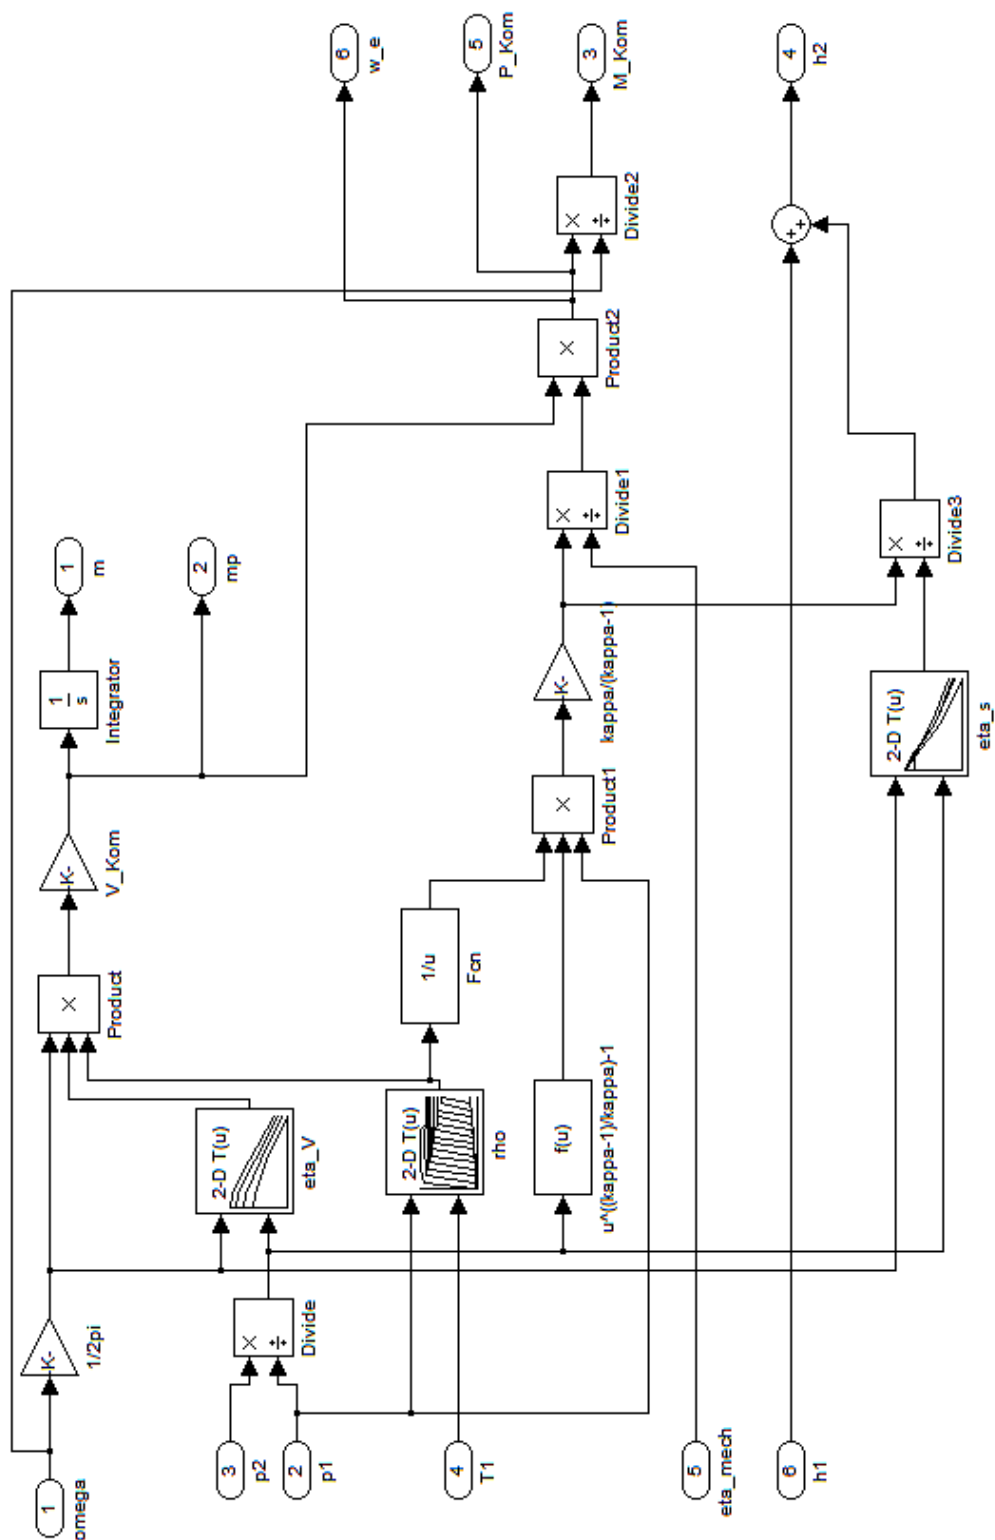 1
omega
3
p2
2
p1
4
T1
5
eta_mech
6
h1
-K-
1/2pi
×
÷
Divide
2-D T(u)
eta_V
2-D T(u)
rho
f(u)
u^((kappa-1)/kappa)-1
1/u
Fcn
×
Product
-K-
V_Kom
1
s
Integrator
1
m
2
mp
×
Product1
-K-
kappa/(kappa-1)
2-D T(u)
eta_s
×
÷
Divide1
×
÷
Divide3
×
Product2
×
÷
Divide2
+
+
6
w_e
5
P_Kom
3
M_Kom
4
h2